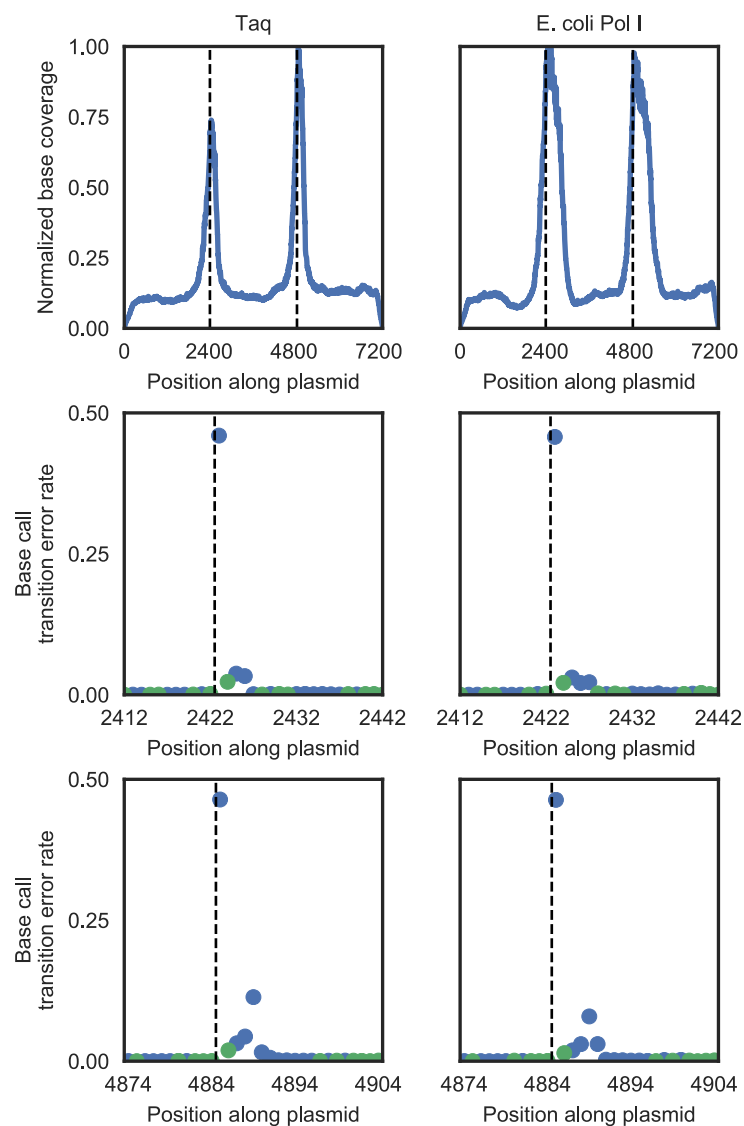 Taq
E. coli Pol I
Normalized base coverage
1.00
0.75
0.50
0.25
0.00
0 2400 4800 7200
0 2400 4800 7200
Position along plasmid
Position along plasmid
Base call
transition error rate
0.50
0.25
0.00
2412 2422 2432 2442
2412 2422 2432 2442
Position along plasmid
Position along plasmid
Base call
transition error rate
0.50
0.25
0.00
4874 4884 4894 4904
4874 4884 4894 4904
Position along plasmid
Position along plasmid